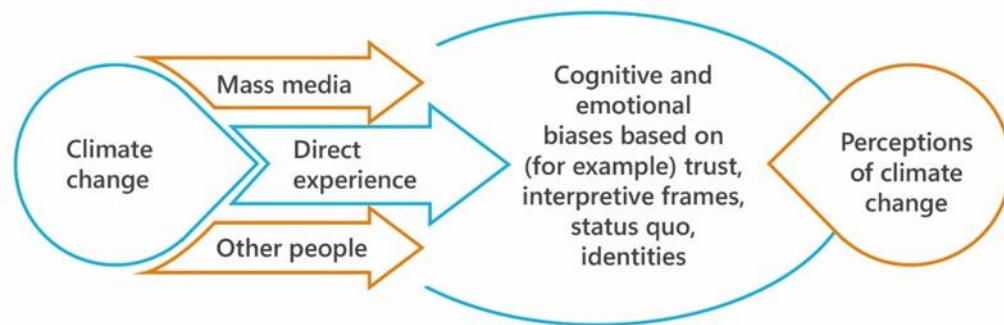 Climate
change
Mass media
Direct
experience
Other people
Cognitive and
emotional
biases based on
(for example) trust,
interpretive frames,
status quo,
identities
Perceptions
of climate
change